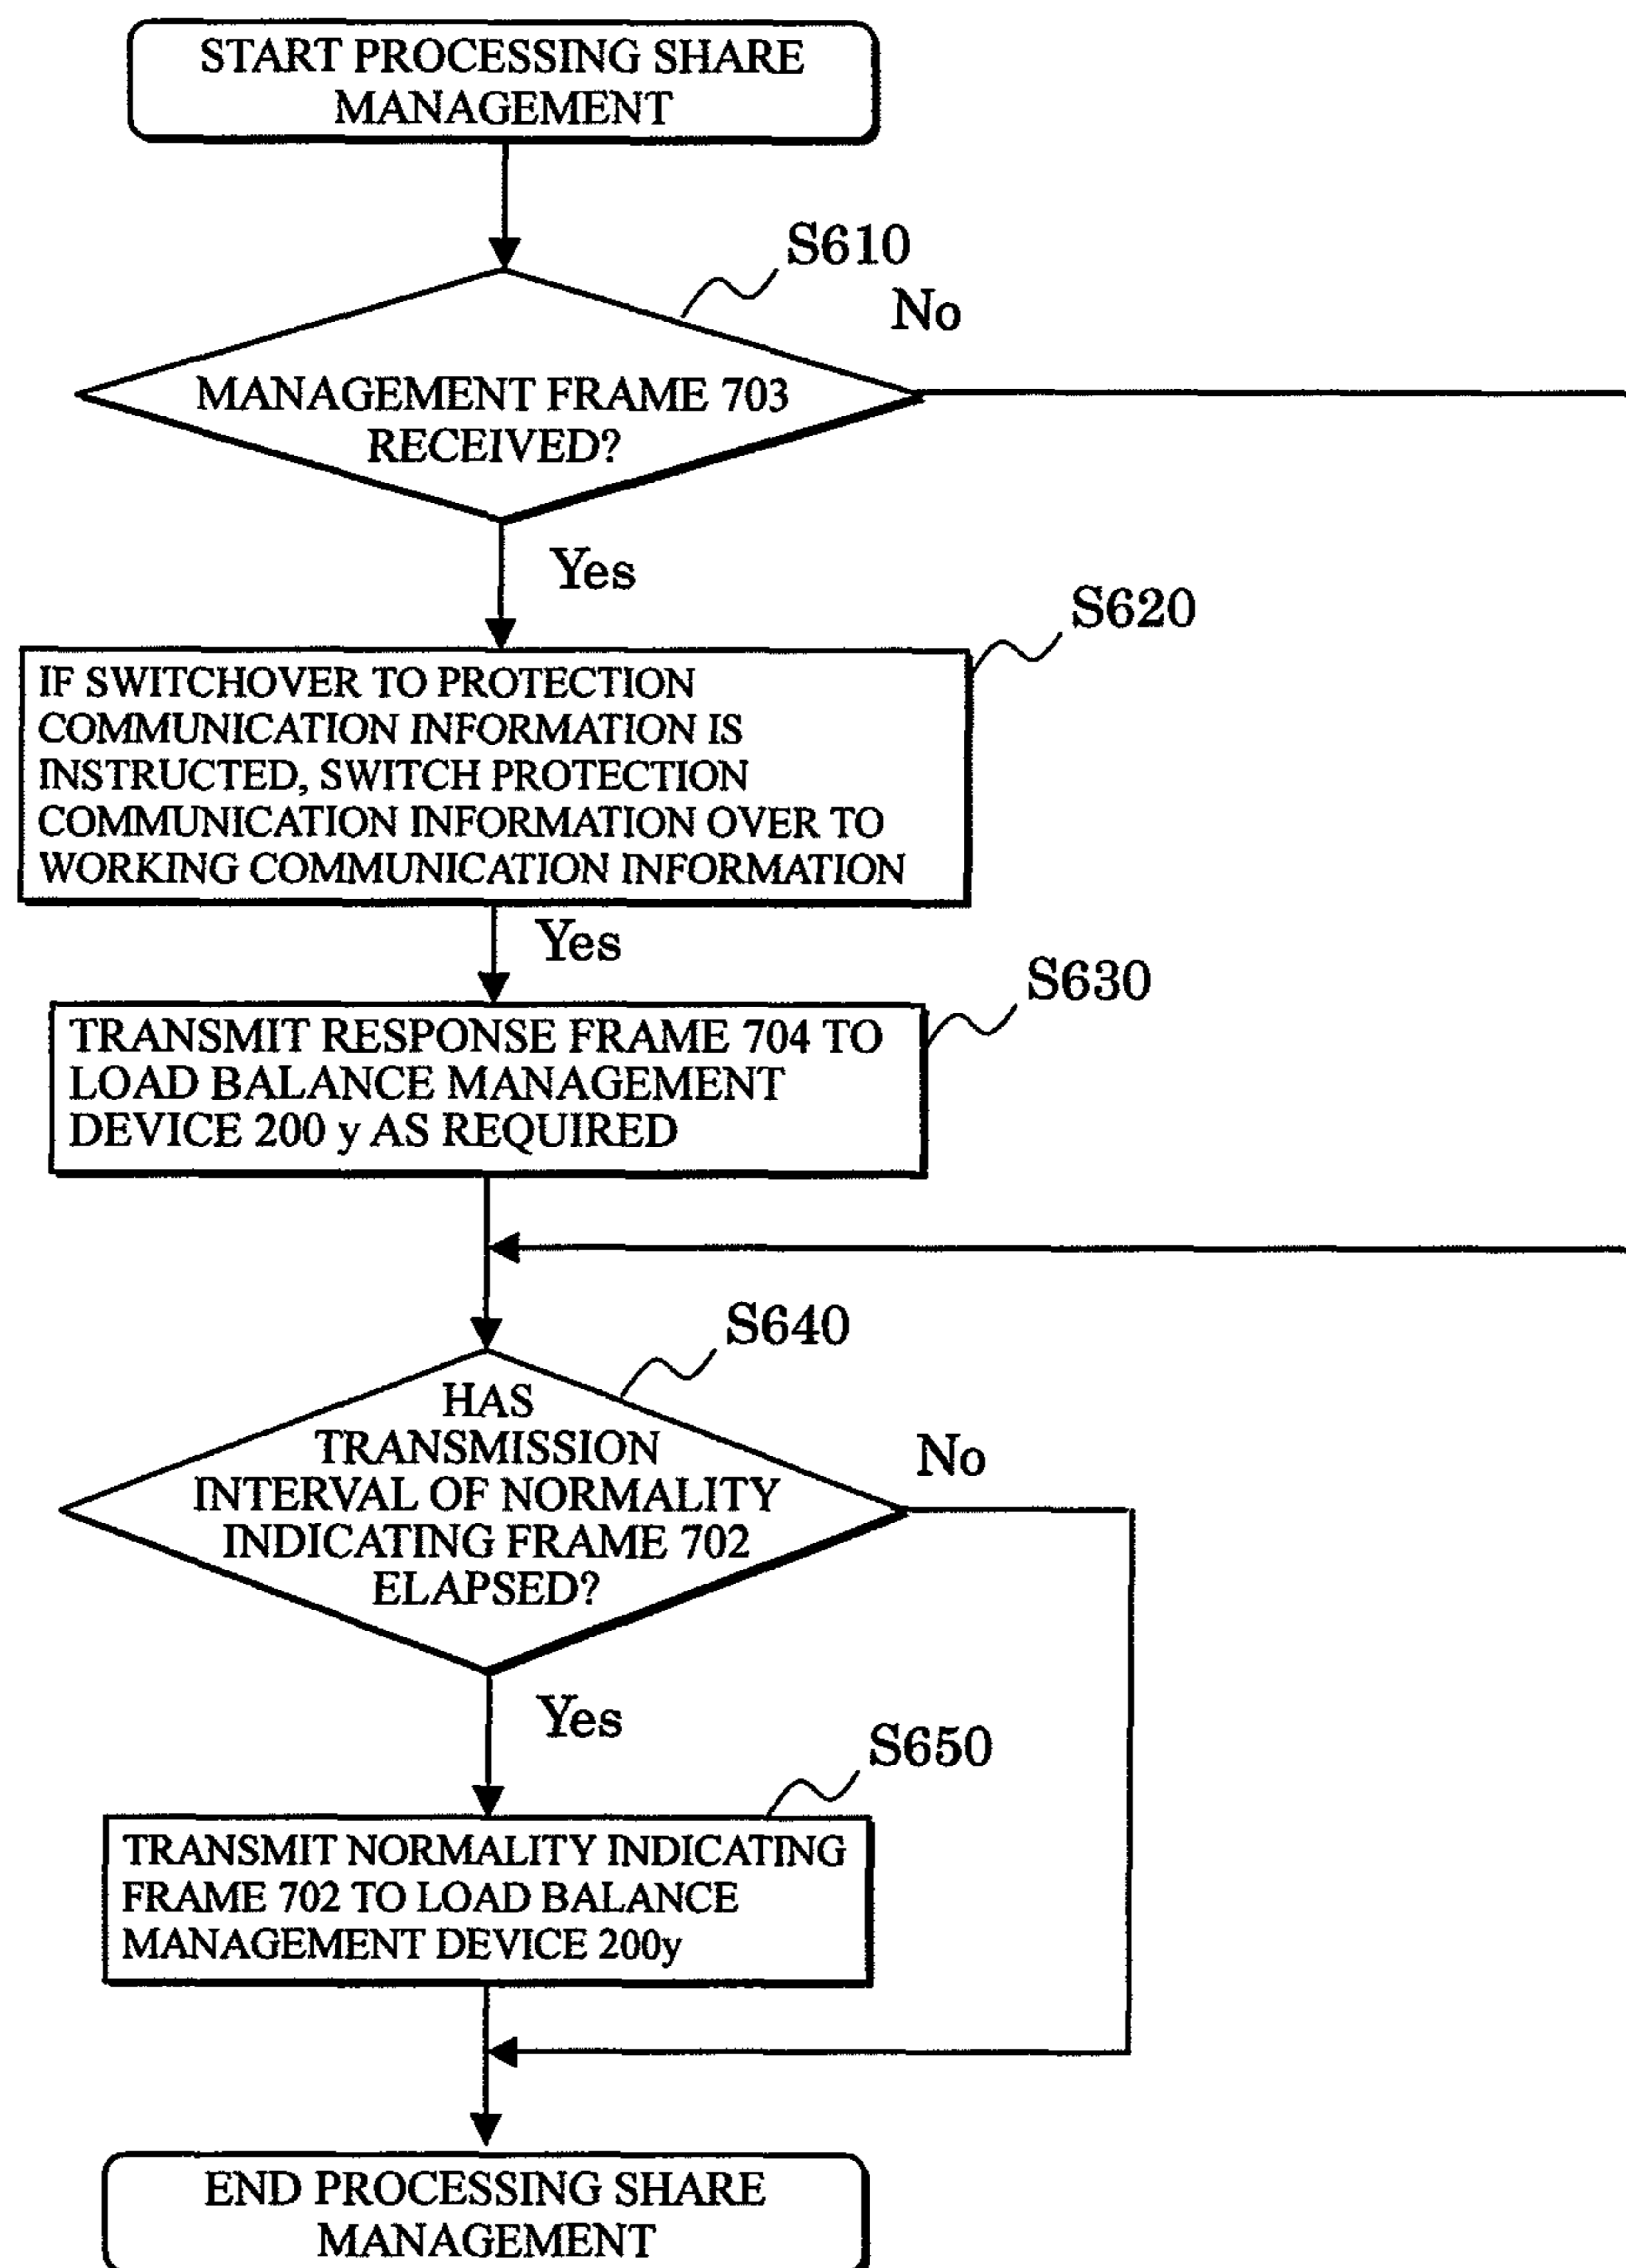 START PROCESSING SHARE
MANAGEMENT
S610
No
MANAGEMENT FRAME 703
RECEIVED?
Yes
S620
IF SWITCHOVER TO PROTECTION
COMMUNICATION INFORMATION IS
INSTRUCTED, SWITCH PROTECTION
COMMUNICATION INFORMATION OVER TO
WORKING COMMUNICATION INFORMATION
Yes
S630
TRANSMIT RESPONSE FRAME 704 TO
LOAD BALANCE MANAGEMENT
DEVICE 200 y AS REQUIRED
S640
HAS
TRANSMISSION
INTERVAL OF NORMALITY
INDICATING FRAME 702
ELAPSED?
No
Yes
S650
TRANSMIT NORMALITY INDICATING
FRAME 702 TO LOAD BALANCE
MANAGEMENT DEVICE 200y
END PROCESSING SHARE
MANAGEMENT